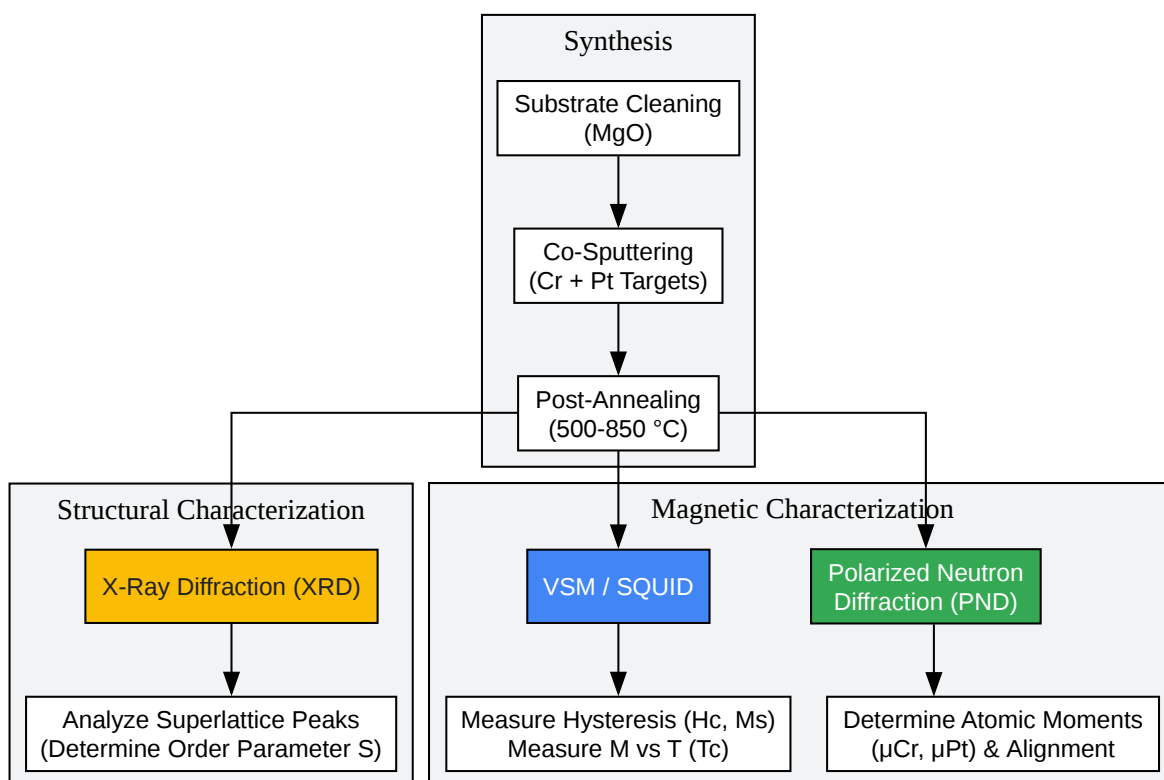 Synthesis
Substrate Cleaning
(MgO)
Co-Sputtering
(Cr + Pt Targets)
Post-Annealing
(500-850 °C)
Structural Characterization
X-Ray Diffraction (XRD)
Analyze Superlattice Peaks
(Determine Order Parameter S)
Magnetic Characterization
VSM / SQUID
Measure Hysteresis (Hc, Ms)
Measure M vs T (Tc)
Polarized Neutron
Diffraction (PND)
Determine Atomic Moments
(μCr, μPt) & Alignment